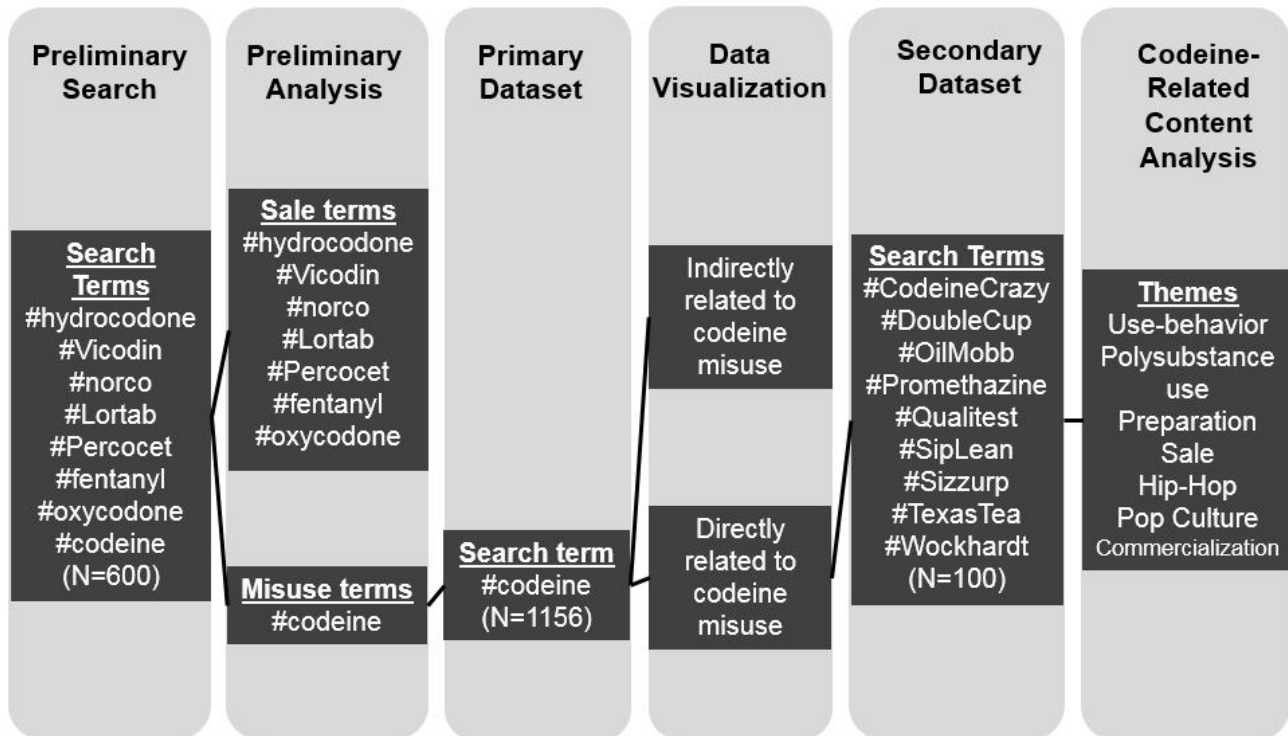 Preliminary
Search
Search
Terms
#hydrocodone
#Vicodin
#norco
#Lortab
#Percocet
#fentanyl
#oxycodone
#codeine
(N=600)
Preliminary
Analysis
Sale terms
#hydrocodone
#Vicodin
#norco
#Lortab
#Percocet
#fentanyl
#oxycodone
Misuse terms
#codeine
Primary
Dataset
Search term
#codeine
(N=1156)
Data
Visualization
Indirectly
related to
codeine
misuse
Directly
related to
codeine
misuse
Secondary
Dataset
Search Terms
#CodeineCrazy
#DoubleCup
#OilMobb
#Promethazine
#Qualitest
#SipLean
#Sizzurp
#TexasTea
#Wockhardt
(N=100)
Codeine-
Related
Content
Analysis
Themes
Use-behavior
Polysubstance
use
Preparation
Sale
Hip-Hop
Pop Culture
Commercialization